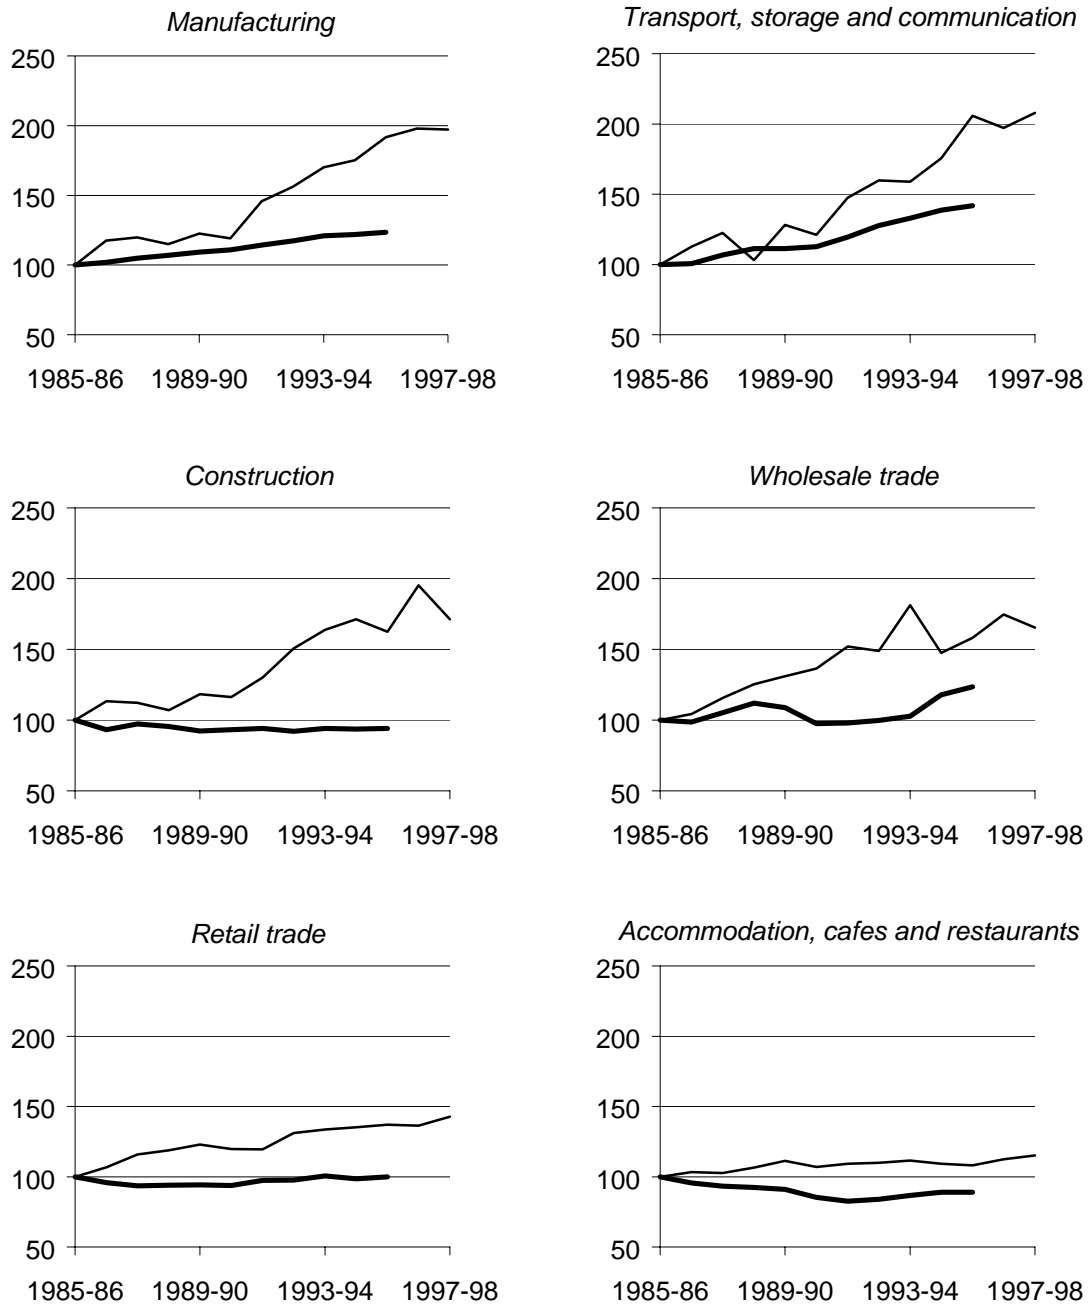 Manufacturing
250
200
150
100
50
1985-86 1989-90 1993-94 1997-98
Transport, storage and communication
250
200
150
100
50
1985-86 1989-90 1993-94 1997-98
Construction
250
200
150
100
50
1985-86 1989-90 1993-94 1997-98
Wholesale trade
250
200
150
100
50
1985-86 1989-90 1993-94 1997-98
Retail trade
250
200
150
100
50
1985-86 1989-90 1993-94 1997-98
Accommodation, cafes and restaurants
250
200
150
100
50
1985-86 1989-90 1993-94 1997-98